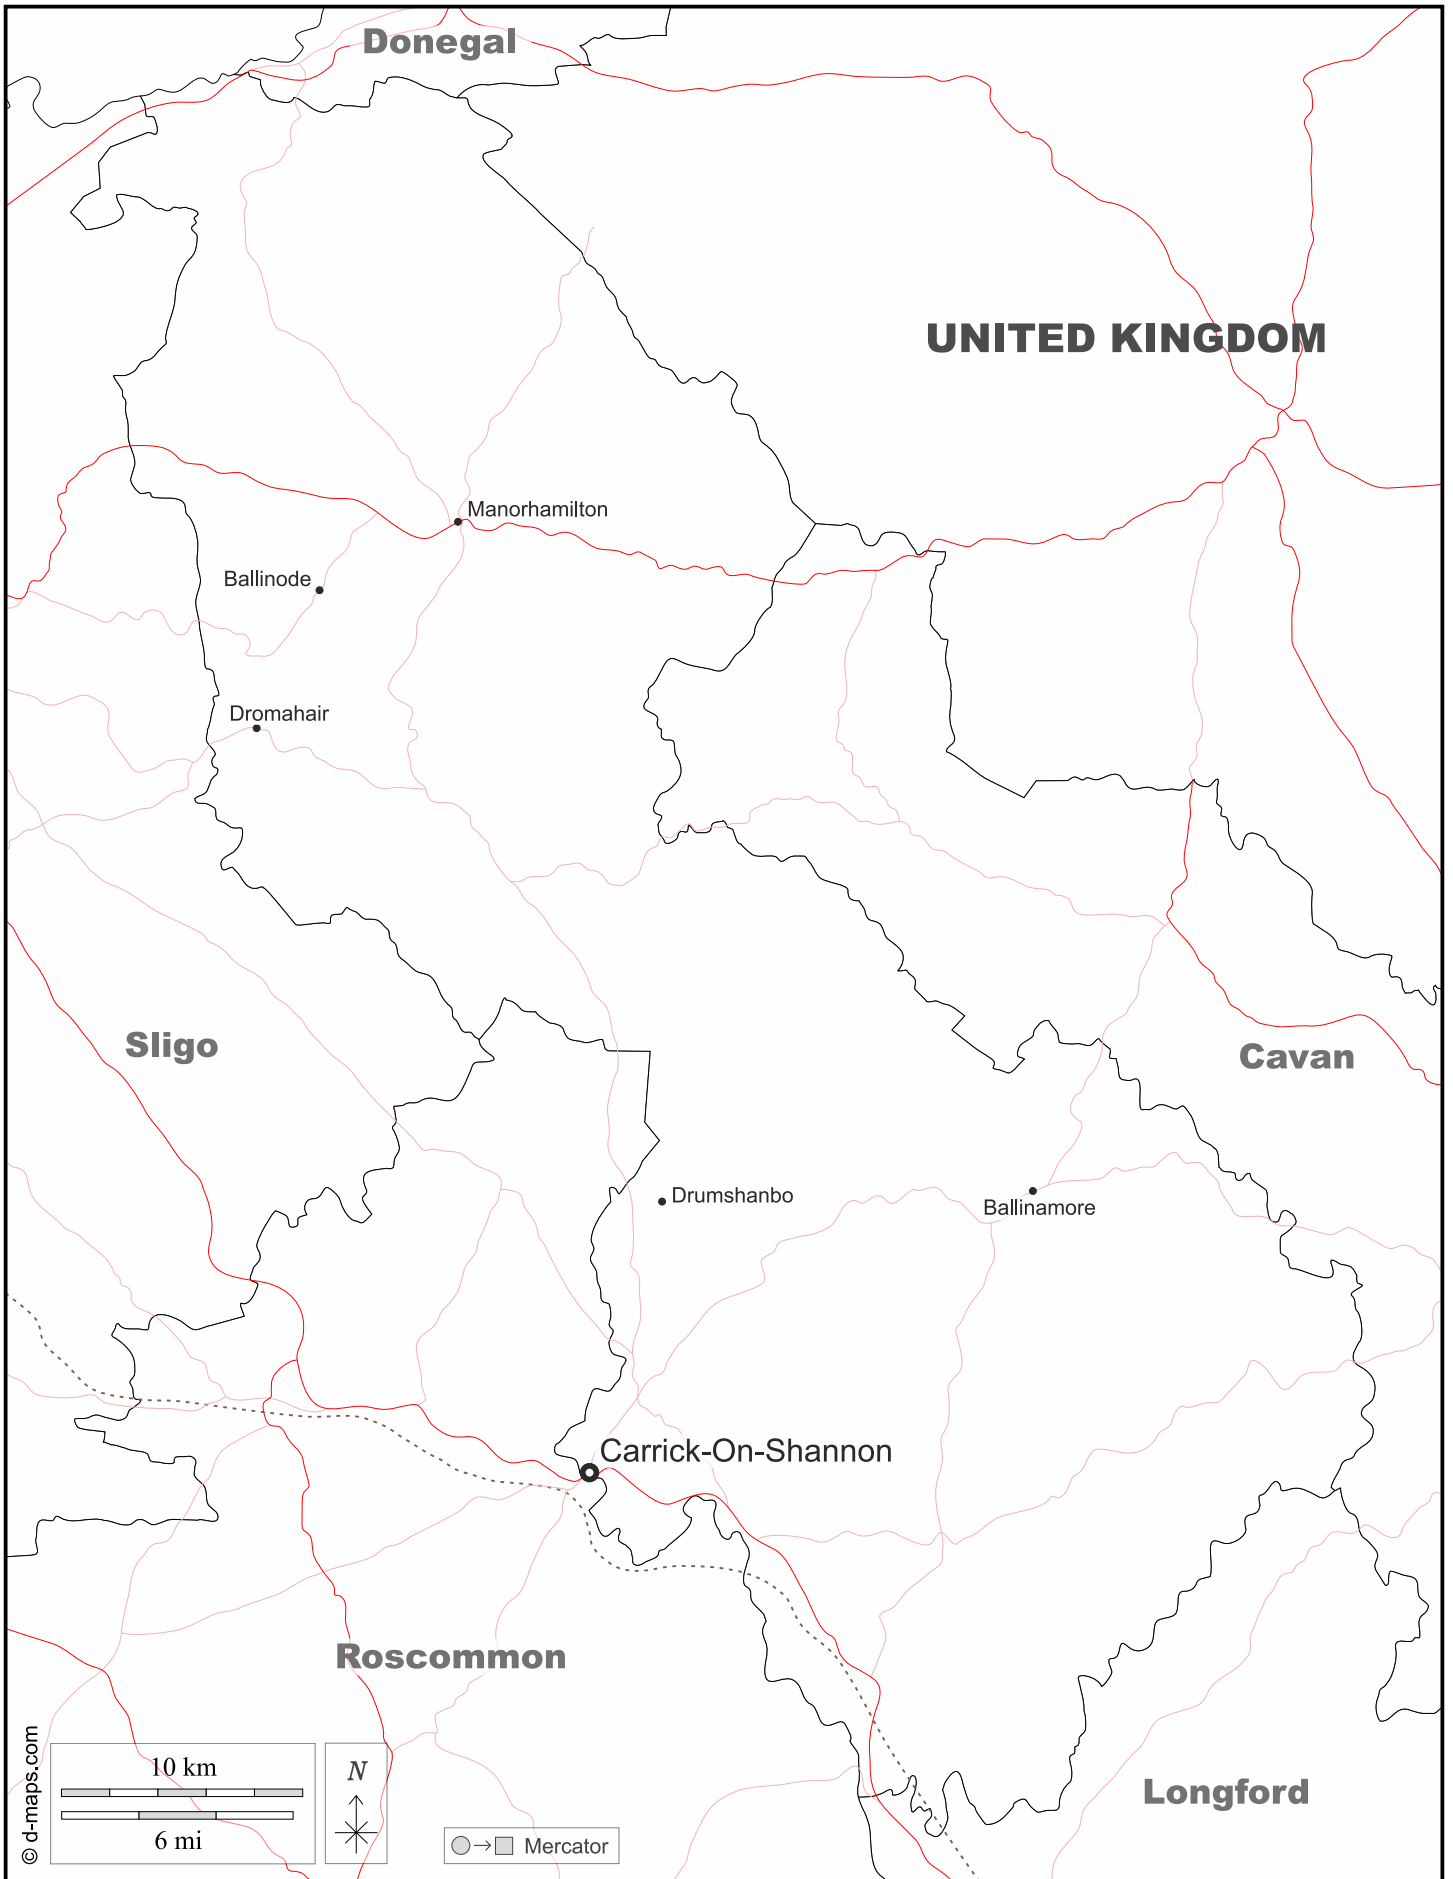 Donegal
UNITED KINGDOM
Manorhamilton
Ballinode
Dromahair
Sligo
Cavan
Drumshanbo
Ballinamore
Carrick-On-Shannon
Roscommon
Longford
© d-maps.com
10 km
6 mi
N
Mercator